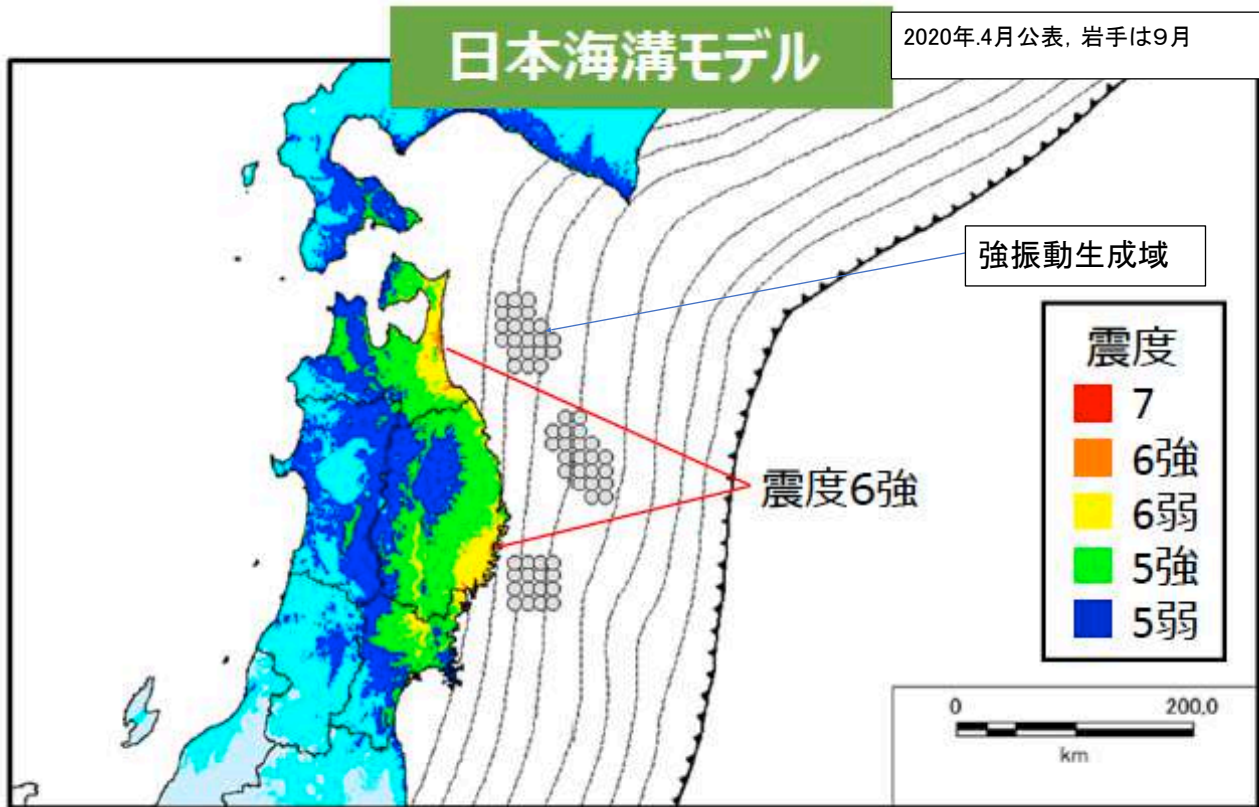 日本海溝モデル
2020年.4月公表, 岩手は9月
強振動生成域
震度
7
6強
6弱
5強
5弱
震度6強
0 200.0
km